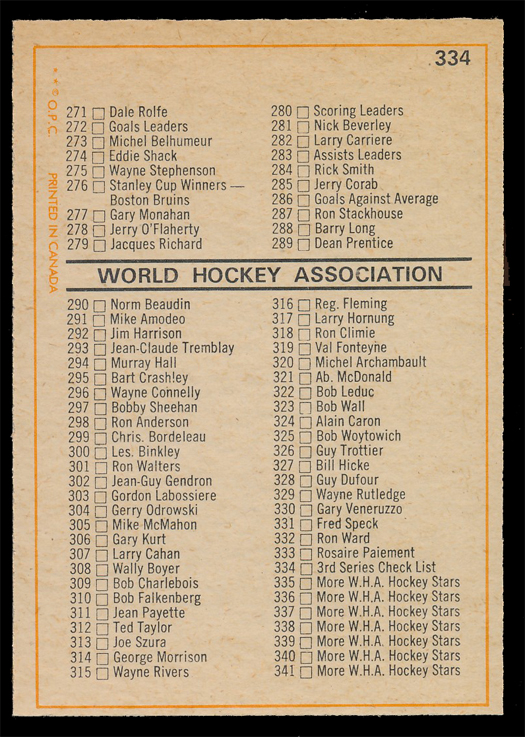 334
* * ® O.P.C. PRINTED IN CANADA
271 Dale Rolfe
272 Goals Leaders
273 Michel Belhumeur
274 Eddie Shack
275 Wayne Stephenson
276 Stanley Cup Winners —
Boston Bruins
277 Gary Monahan
278 Jerry O'Flaherty
279 Jacques Richard
280 Scoring Leaders
281 Nick Beverley
282 Larry Carriere
283 Assists Leaders
284 Rick Smith
285 Jerry Corab
286 Goals Against Average
287 Ron Stackhouse
288 Barry Long
289 Dean Prentice
WORLD HOCKEY ASSOCIATION
290 Norm Beaudin
291 Mike Amodeo
292 Jim Harrison
293 Jean-Claude Tremblay
294 Murray Hall
295 Bart Crashley
296 Wayne Connelly
297 Bobby Sheehan
298 Ron Anderson
299 Chris. Bordeleau
300 Les. Binkley
301 Ron Walters
302 Jean-Guy Gendron
303 Gordon Labossiere
304 Gerry Odrowski
305 Mike McMahon
306 Gary Kurt
307 Larry Cahan
308 Wally Boyer
309 Bob Charlebois
310 Bob Falkenberg
311 Jean Payette
312 Ted Taylor
313 Joe Szura
314 George Morrison
315 Wayne Rivers
316 Reg. Fleming
317 Larry Hornung
318 Ron Climie
319 Val Fonteyne
320 Michel Archambault
321 Ab. McDonald
322 Bob Leduc
323 Bob Wall
324 Alain Caron
325 Bob Woytowich
326 Guy Trottier
327 Bill Hicke
328 Guy Dufour
329 Wayne Rutledge
330 Gary Veneruzzo
331 Fred Speck
332 Ron Ward
333 Rosaire Paiement
334 3rd Series Check List
335 More W.H.A. Hockey Stars
336 More W.H.A. Hockey Stars
337 More W.H.A. Hockey Stars
338 More W.H.A. Hockey Stars
339 More W.H.A. Hockey Stars
340 More W.H.A. Hockey Stars
341 More W.H.A. Hockey Stars